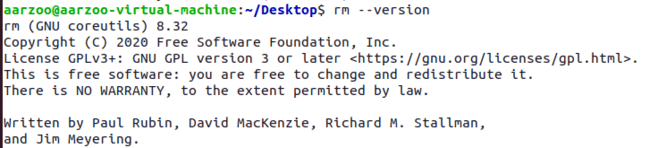 aarzoo@aarzoo-virtual-machine:~/Desktop$ rm --version
rm (GNU coreutils) 8.32
Copyright (C) 2020 Free Software Foundation, Inc.
License GPLv3+: GNU GPL version 3 or later <https://gnu.org/licenses/gpl.html>.
This is free software: you are free to change and redistribute it.
There is NO WARRANTY, to the extent permitted by law.

Written by Paul Rubin, David MacKenzie, Richard M. Stallman,
and Jim Meyering.